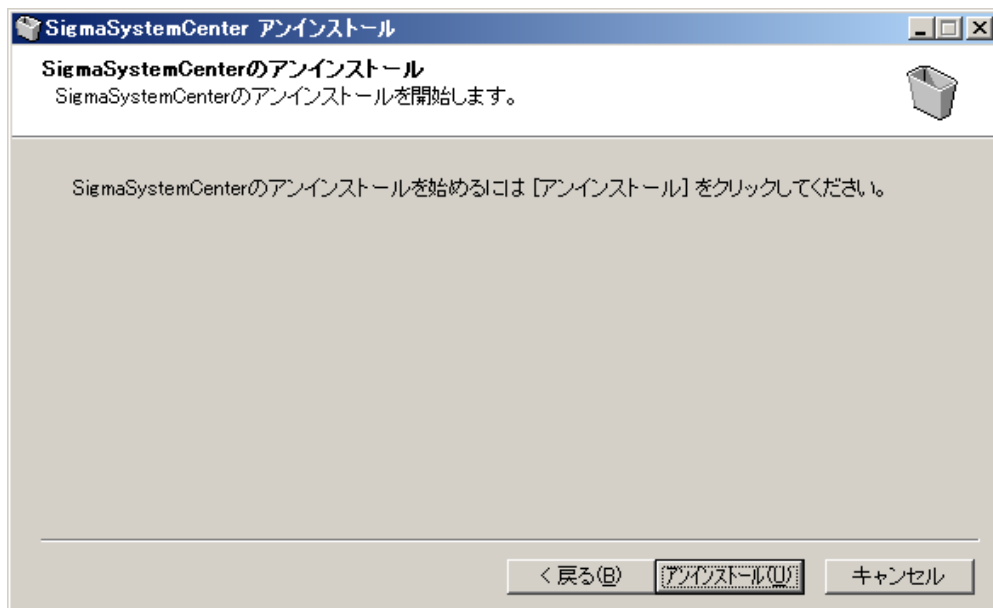 SigmaSystemCenter アンインストール
SigmaSystemCenterのアンインストール
SigmaSystemCenterのアンインストールを開始します。
SigmaSystemCenterのアンインストールを始めるには [アンインストール] をクリックしてください。
< 戻る(B) アンインストール(U) キャンセル